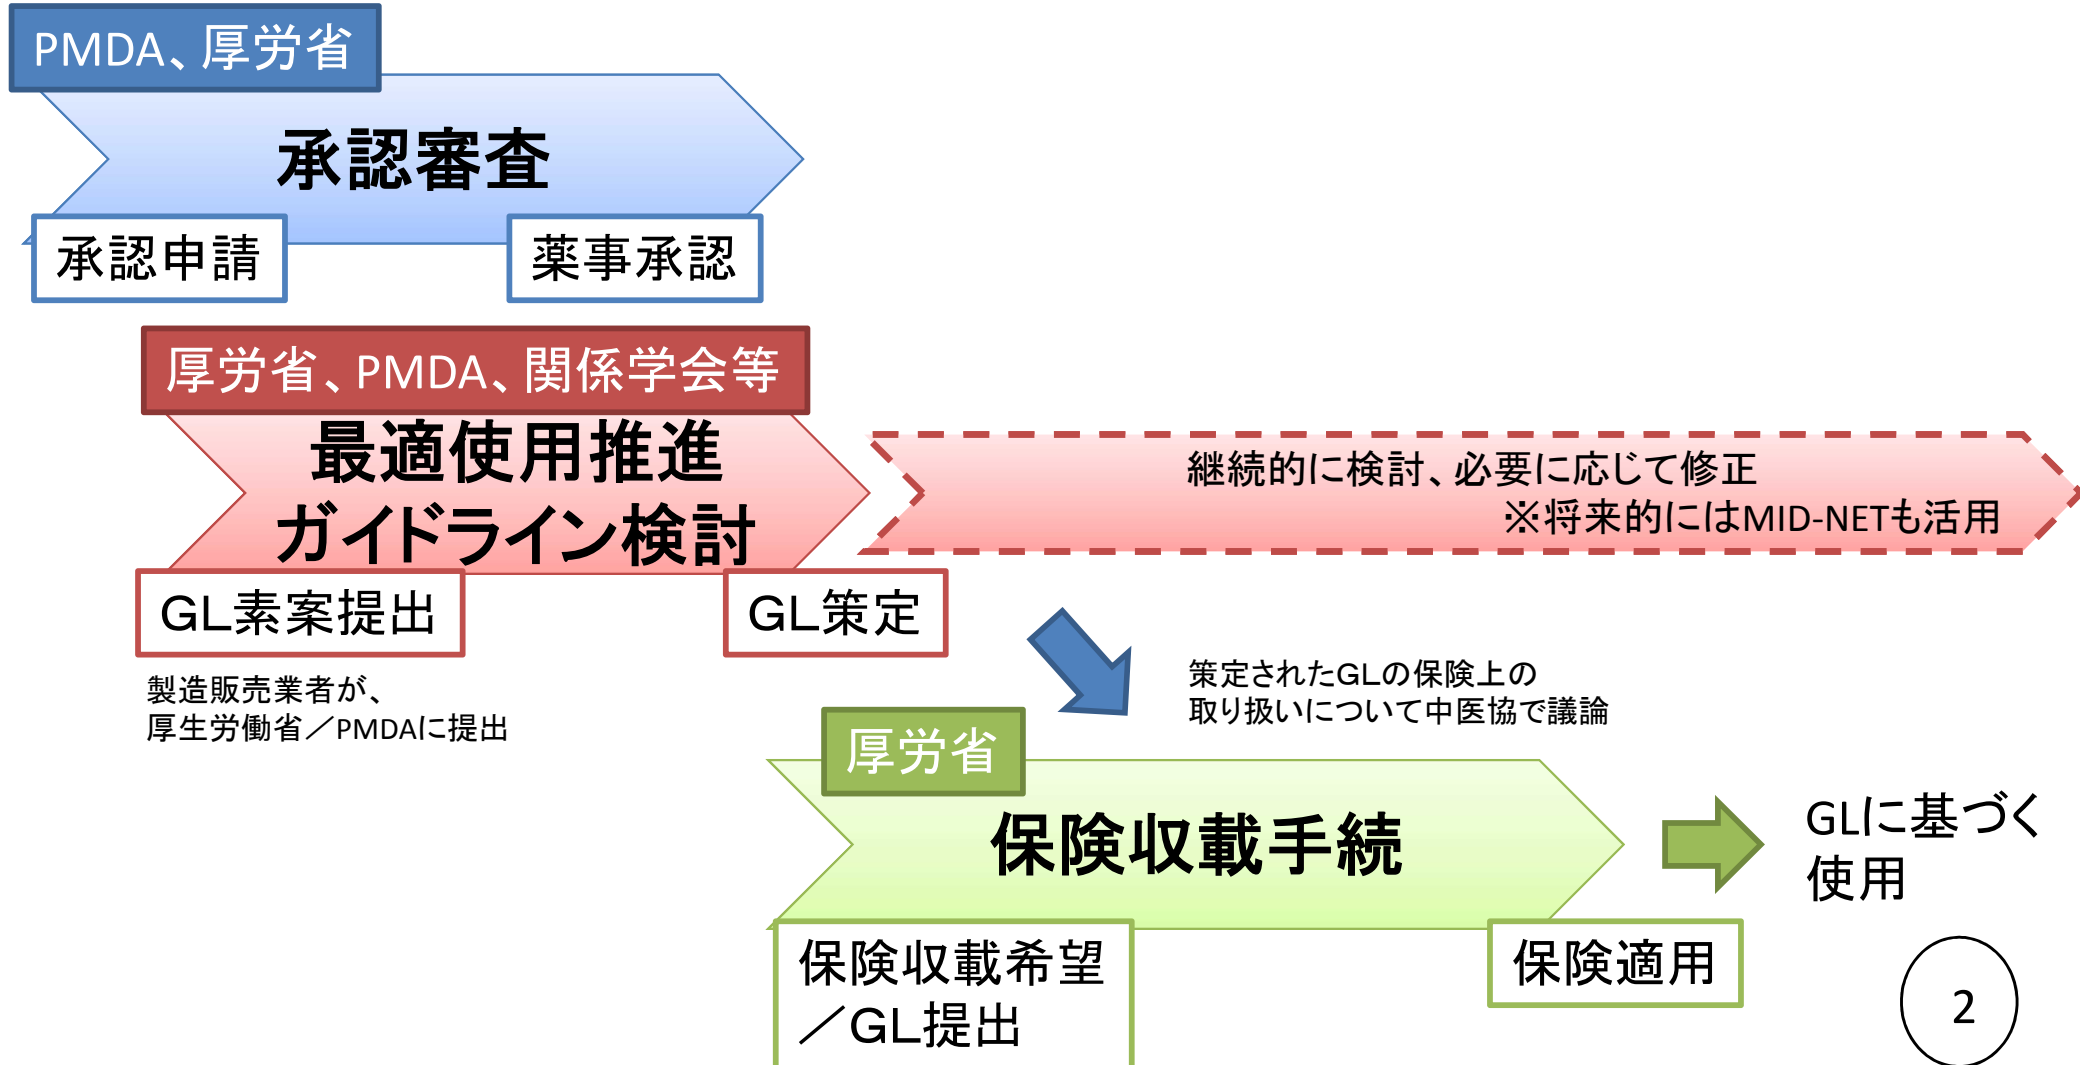 PMDA、厚労省
承認審査
承認申請
薬事承認
厚労省、PMDA、関係学会等
最適使用推進
ガイドライン検討
継続的に検討、必要に応じて修正
※将来的にはMID-NETも活用
GL素案提出
GL策定
製造販売業者が、
厚生労働省／PMDAに提出
策定されたGLの保険上の
取り扱いについて中医協で議論
厚労省
保険収載手続
GLに基づく
使用
保険収載希望
／GL提出
保険適用
2